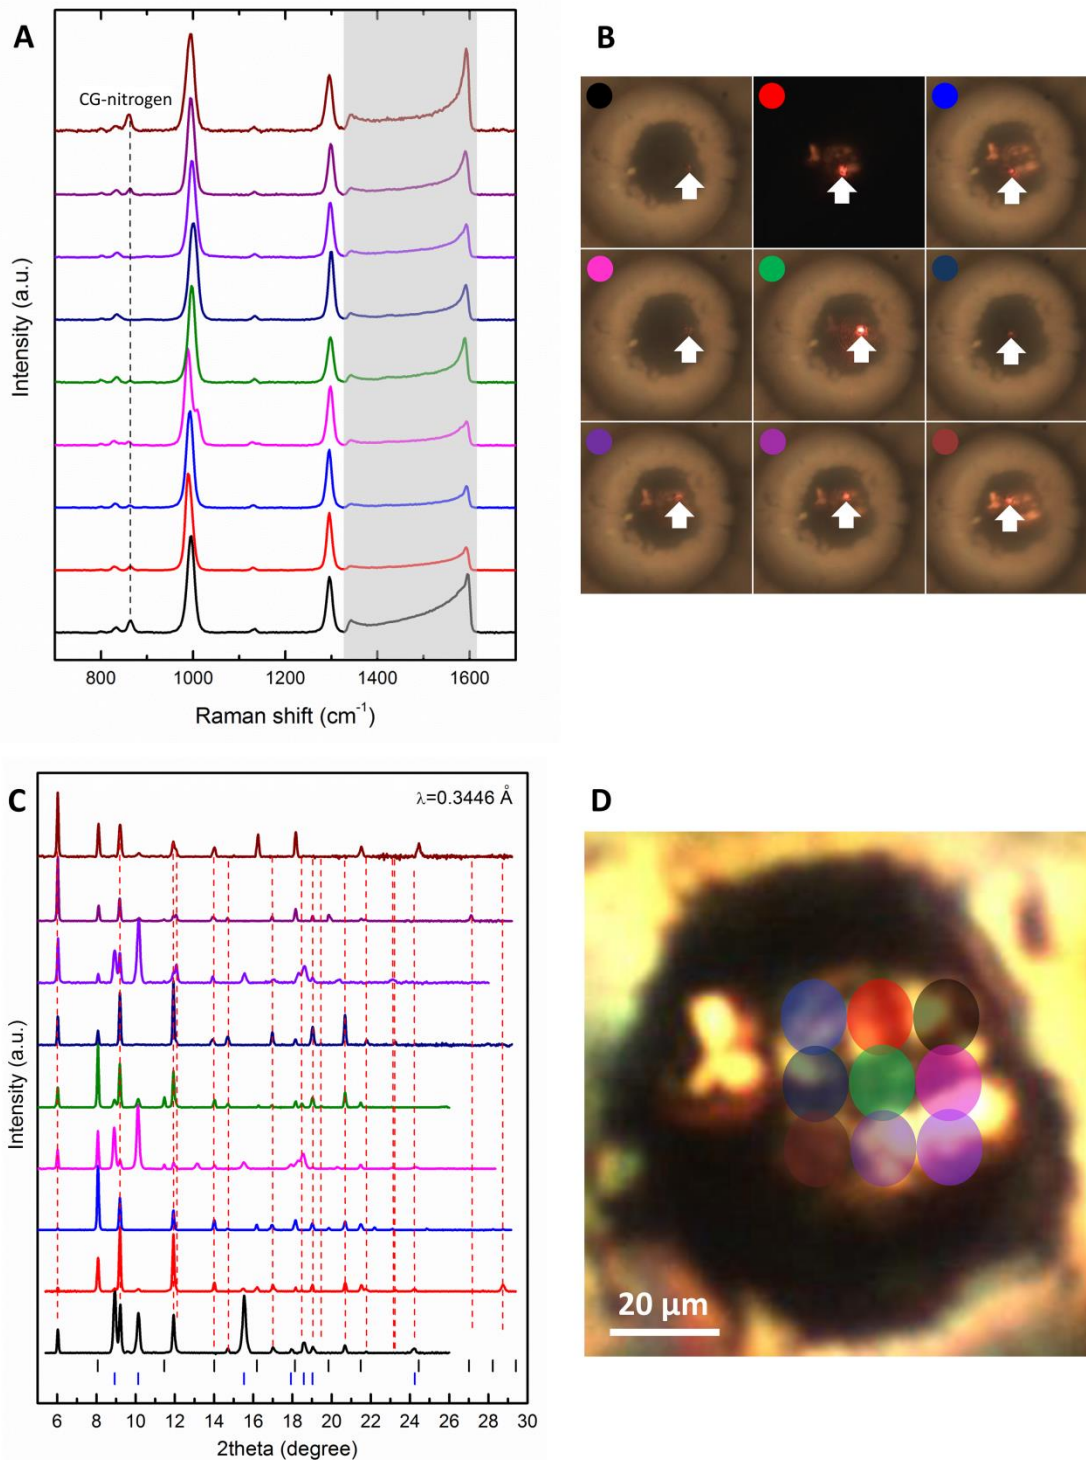 A
CG-nitrogen
Intensity (a.u.)
800 1000 1200 1400 1600
Raman shift (cm⁻¹)
B
C
λ=0.3446 Å
Intensity (a.u.)
6 8 10 12 14 16 18 20 22 24 26 28 30
2theta (degree)
D
20 μm